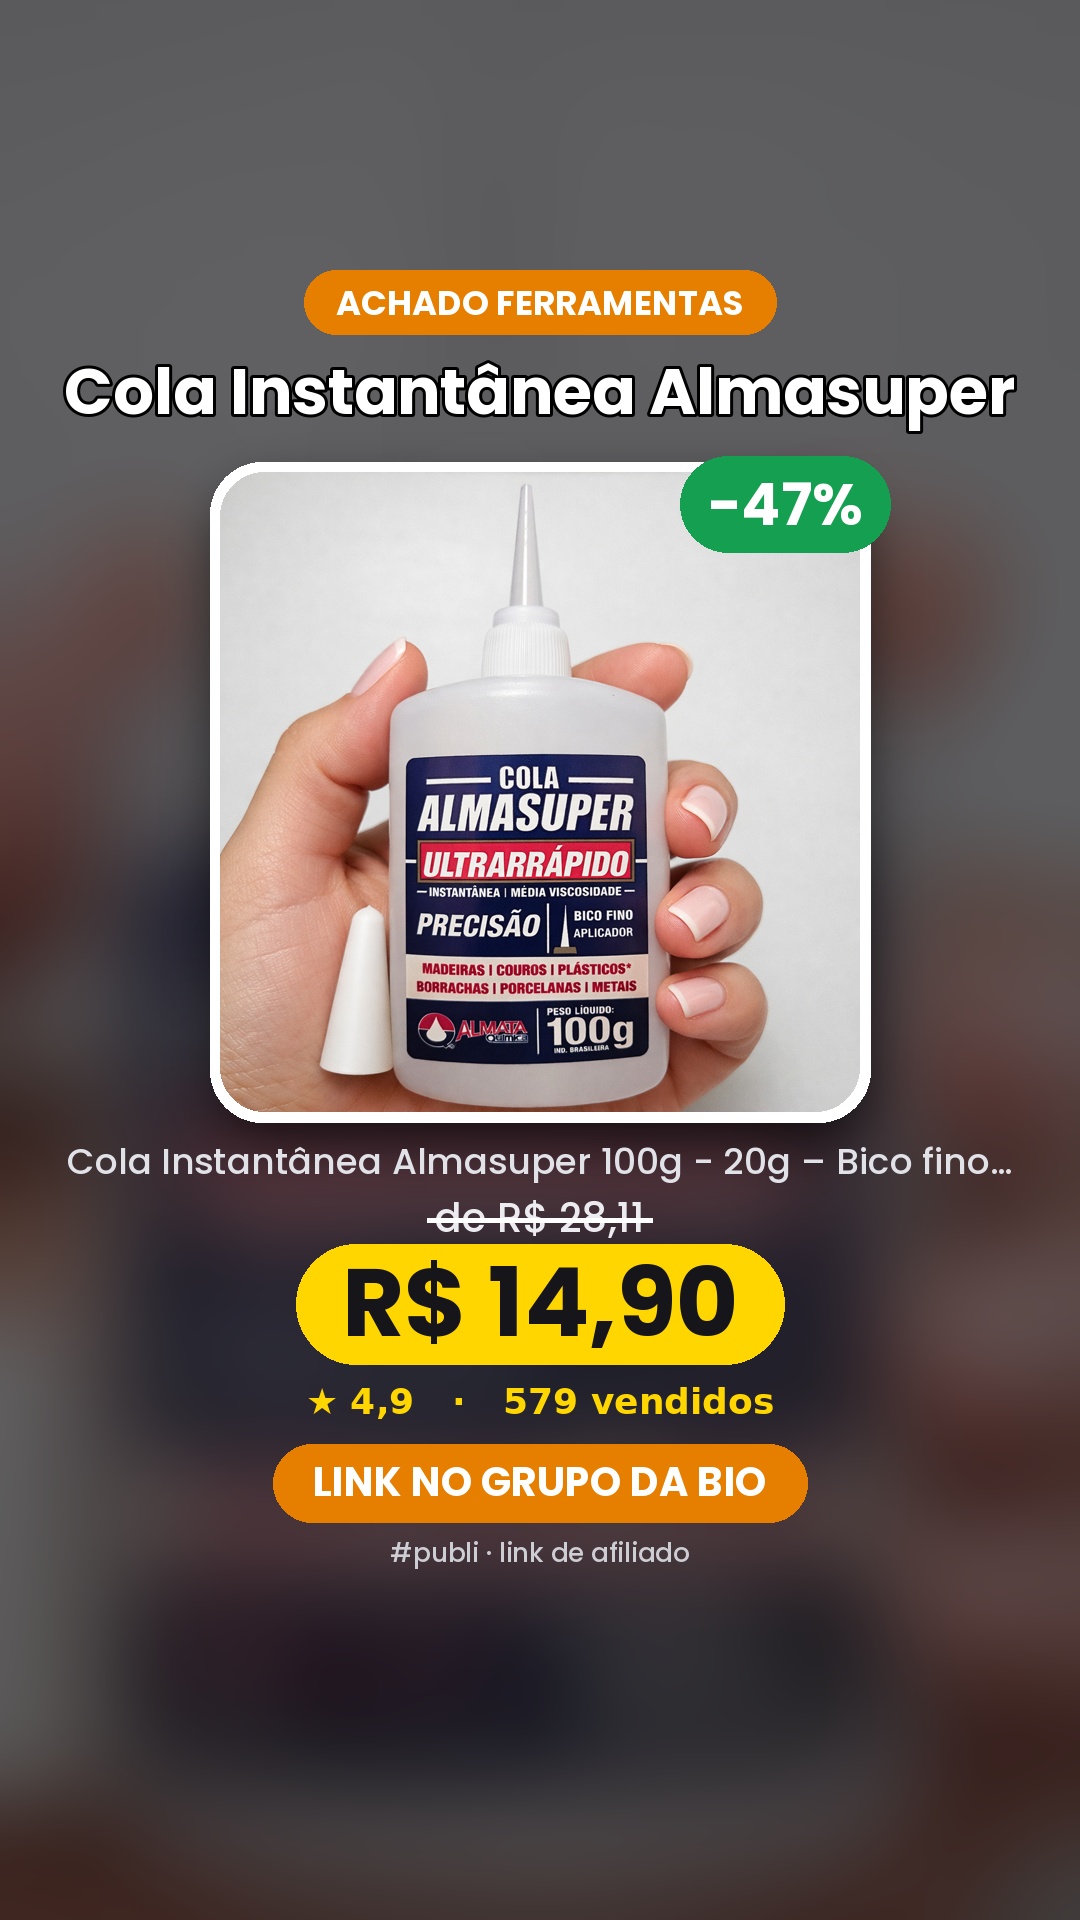 ACHADO FERRAMENTAS
Cola Instantânea Almasuper
-47%
COLA
ALMASUPER
ULTRARRÁPIDO
INSTANTÂNEA | MÉDIA VISCOSIDADE
PRECISÃO
BICO FINO
APLICADOR
MADEIRAS | COUROS | PLÁSTICOS*
BORRACHAS | PORCELANAS | METAIS
ALMATA
química
PESO LÍQUIDO:
100g
IND. BRASILEIRA
Cola Instantânea Almasuper 100g - 20g – Bico fino...
de R$ 28,11
R$ 14,90
★ 4,9 · 579 vendidos
LINK NO GRUPO DA BIO
#publi · link de afiliado